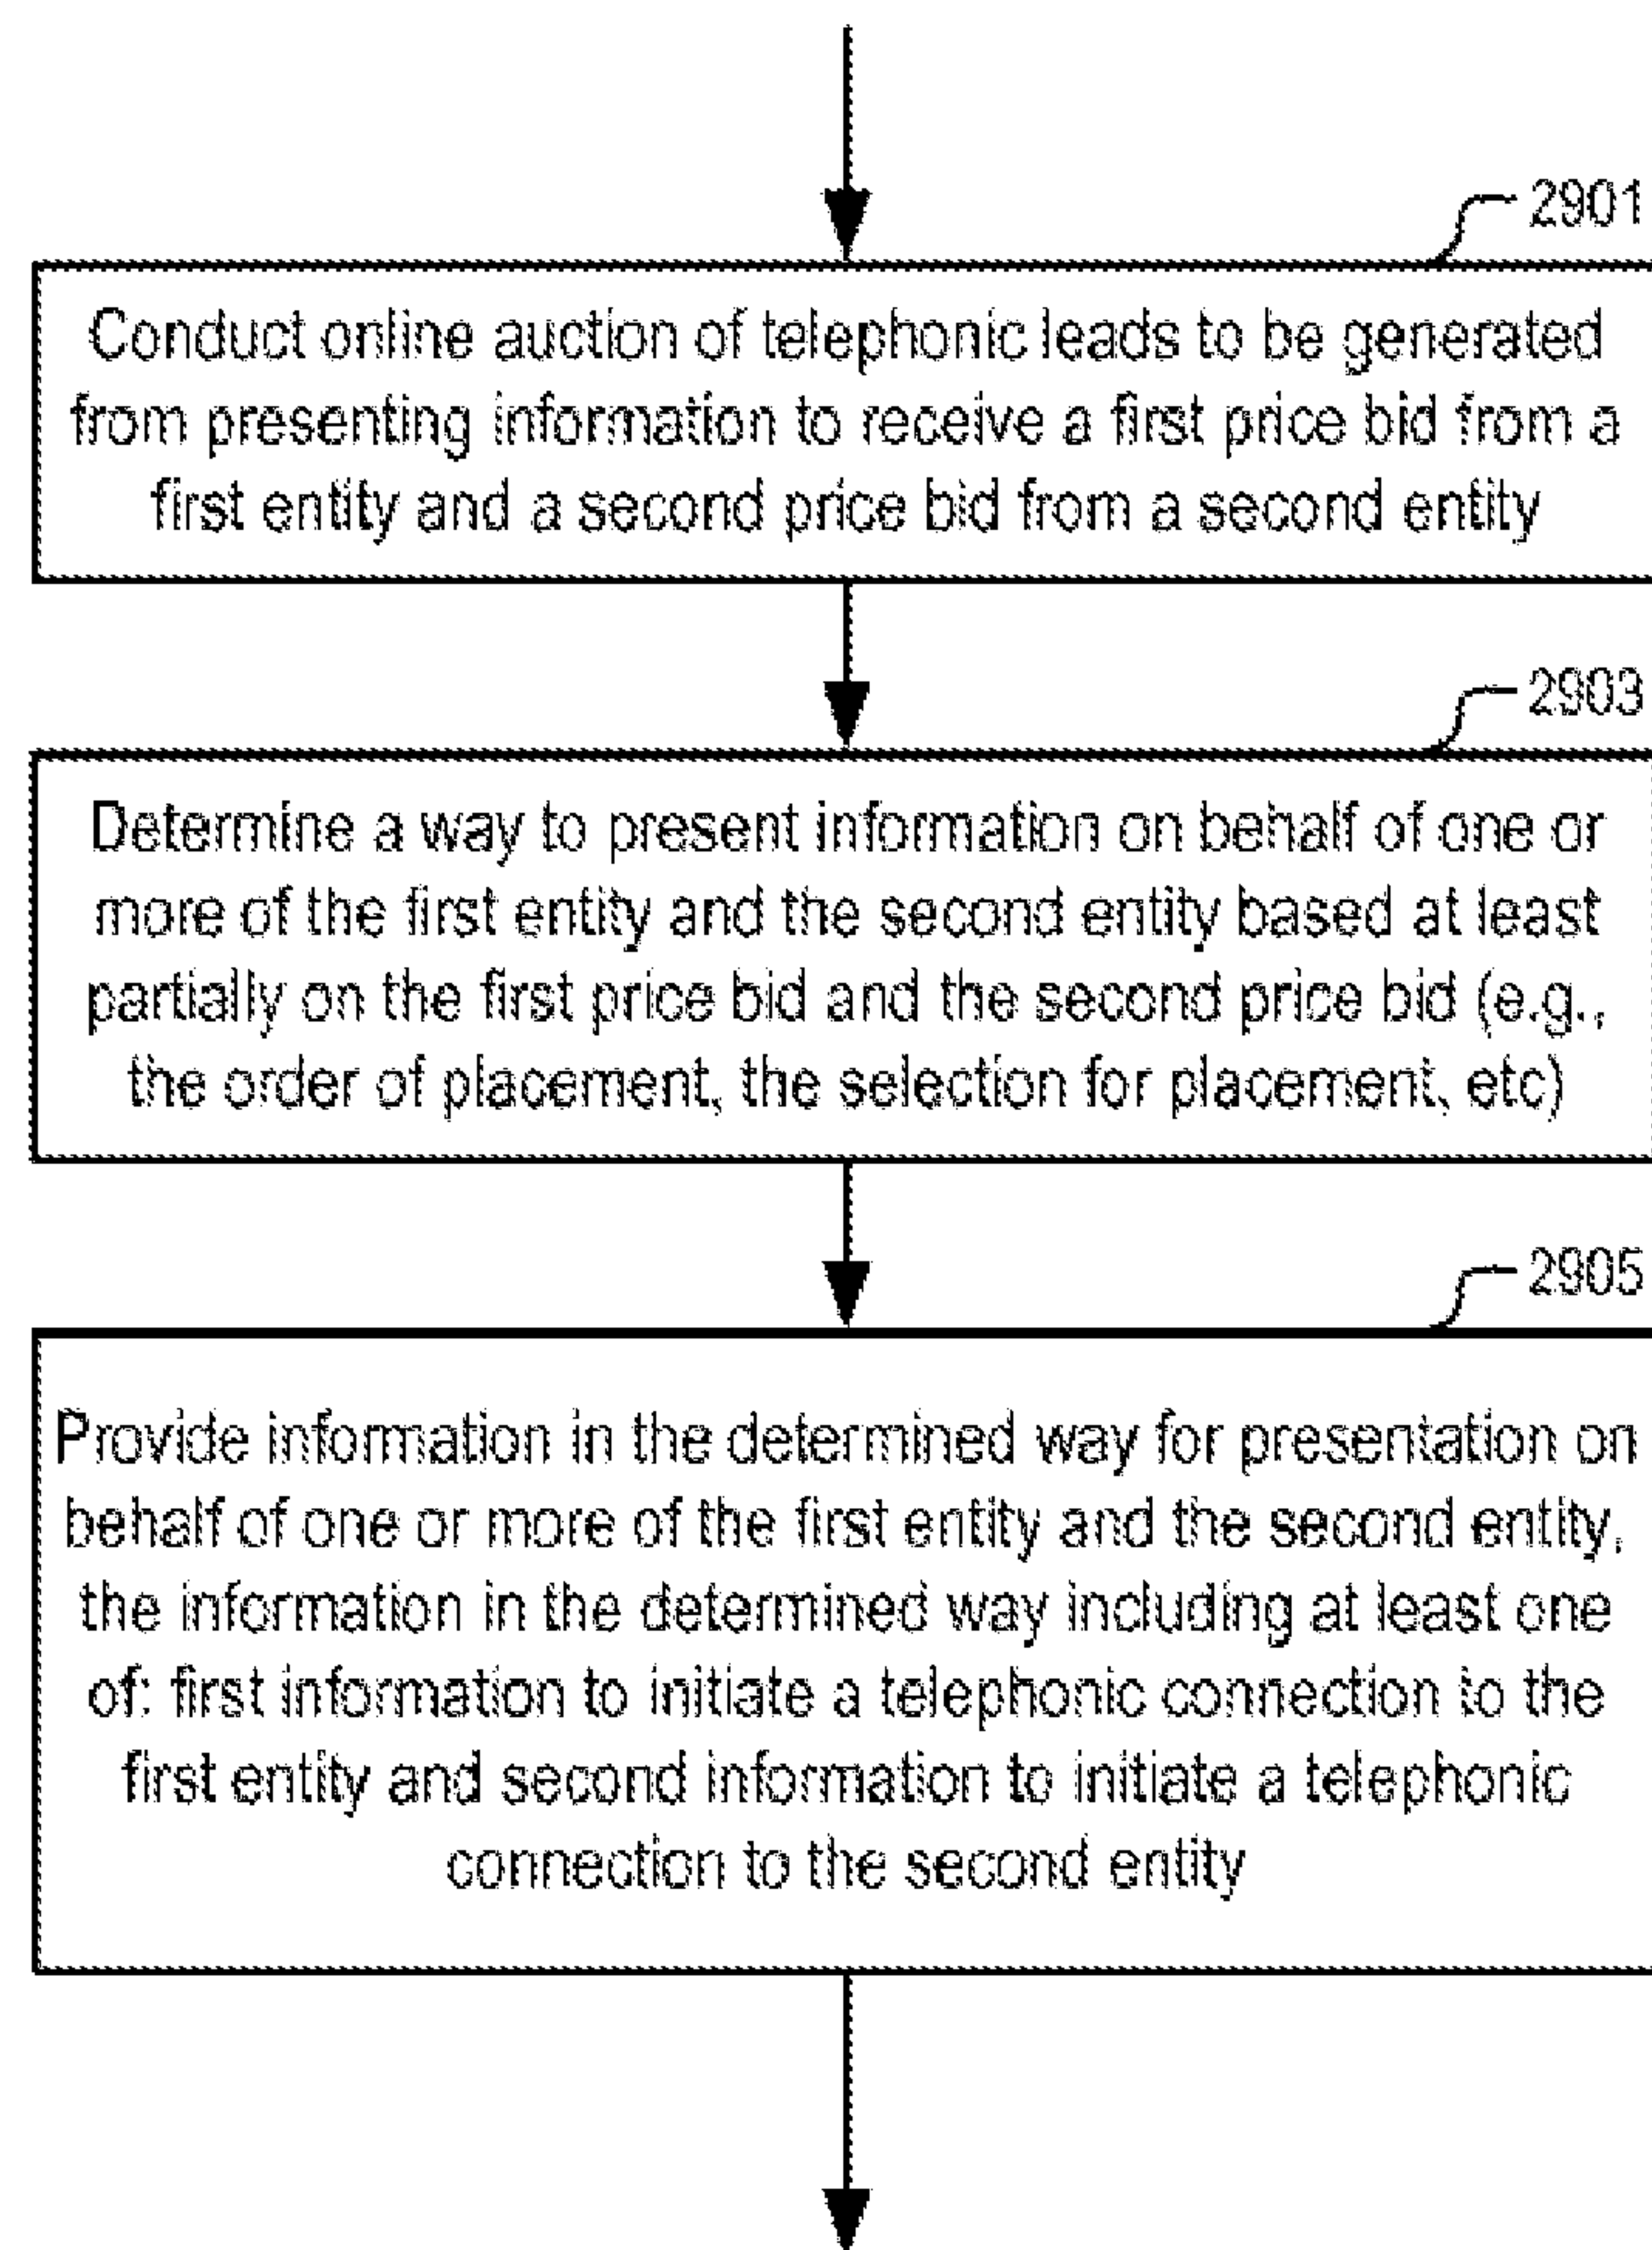 2901
Conduct online auction of telephonic leads to be generated
from presenting information to receive a first price bid from a
first entity and a second price bid from a second entity
2903
Determine a way to present information on behalf of one or
more of the first entity and the second entity based at least
partially on the first price bid and the second price bid (e.g.,
the order of placement, the selection for placement, etc)
2905
Provide information in the determined way for presentation on
behalf of one or more of the first entity and the second entity,
the information in the determined way including at least one
of: first information to initiate a telephonic connection to the
first entity and second information to initiate a telephonic
connection to the second entity